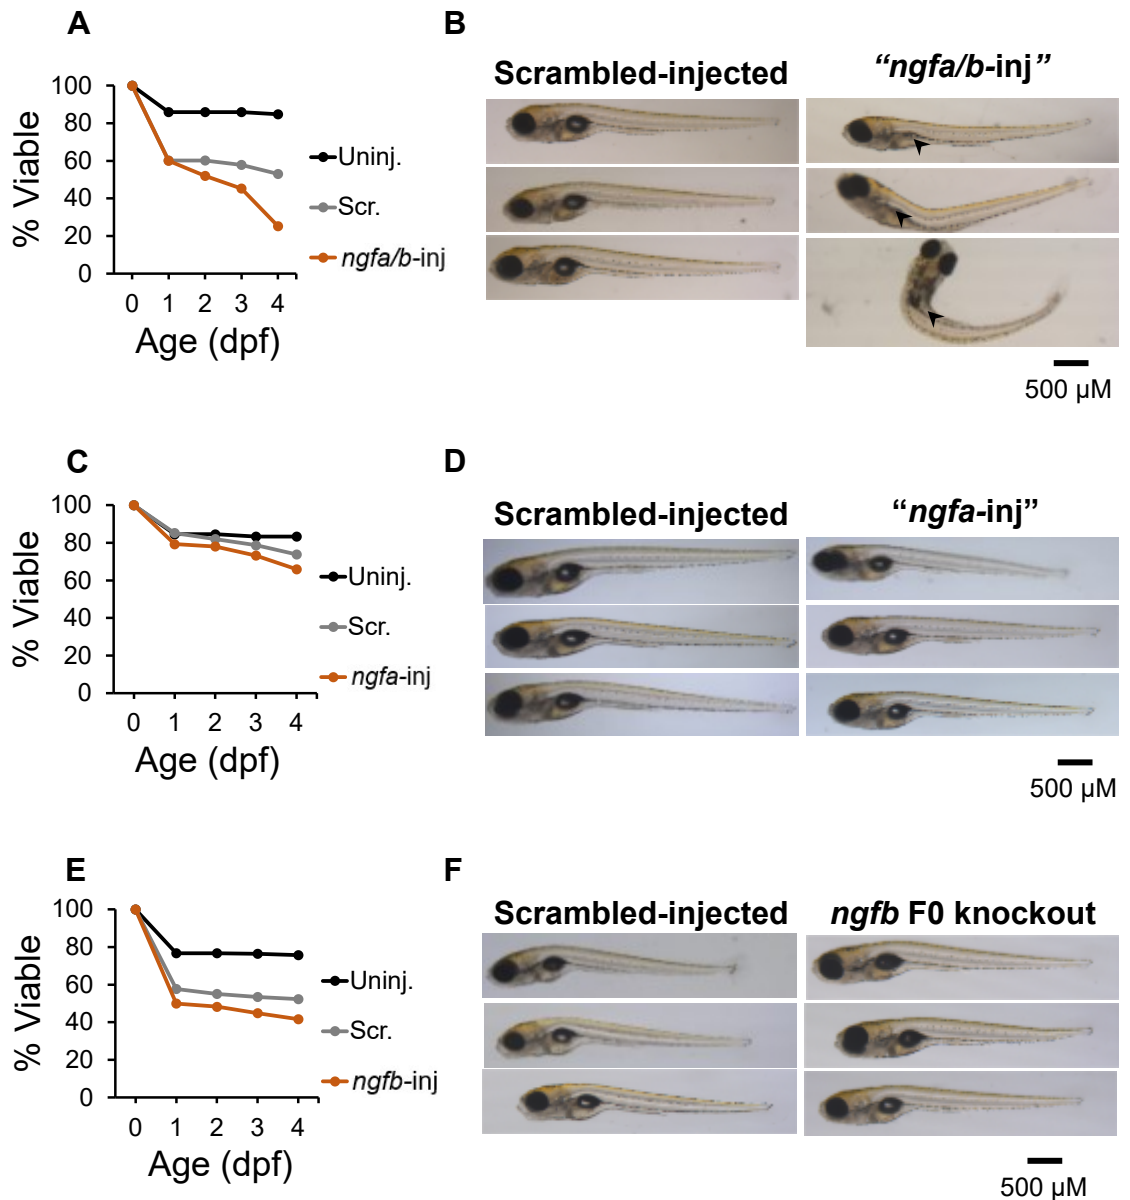 A
100
80
60
40
20
0
% Viable
0 1 2 3 4
Age (dpf)
Uninj.
Scr.
ngfa/b-inj
B
Scrambled-injected
“ngfa/b-inj”
500 µM
C
100
80
60
40
20
0
% Viable
0 1 2 3 4
Age (dpf)
Uninj.
Scr.
ngfa-inj
D
Scrambled-injected
“ngfa-inj”
500 µM
E
100
80
60
40
20
0
% Viable
0 1 2 3 4
Age (dpf)
Uninj.
Scr.
ngfb-inj
F
Scrambled-injected
ngfb F0 knockout
500 µM